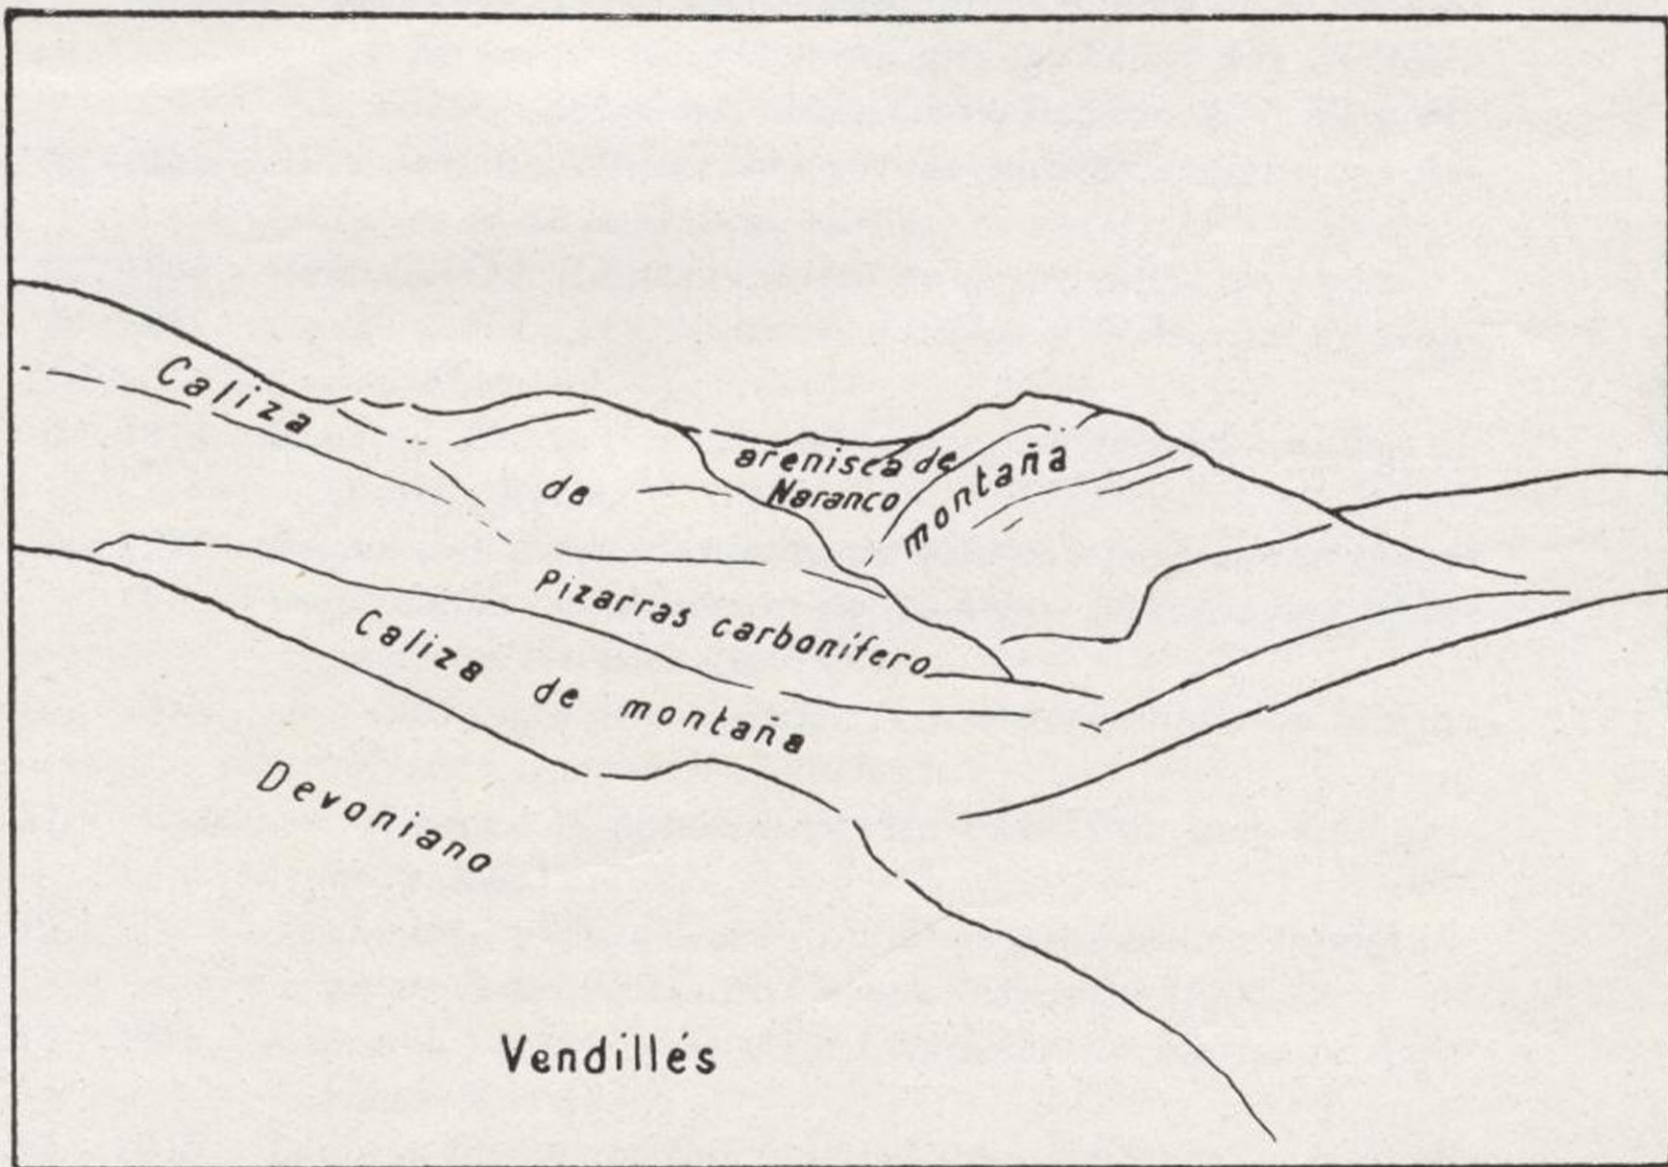 Caliza de montaña
arenisca de
Naranco
Pizarras carbonífero
Caliza de montaña
Devoniano
Vendillés